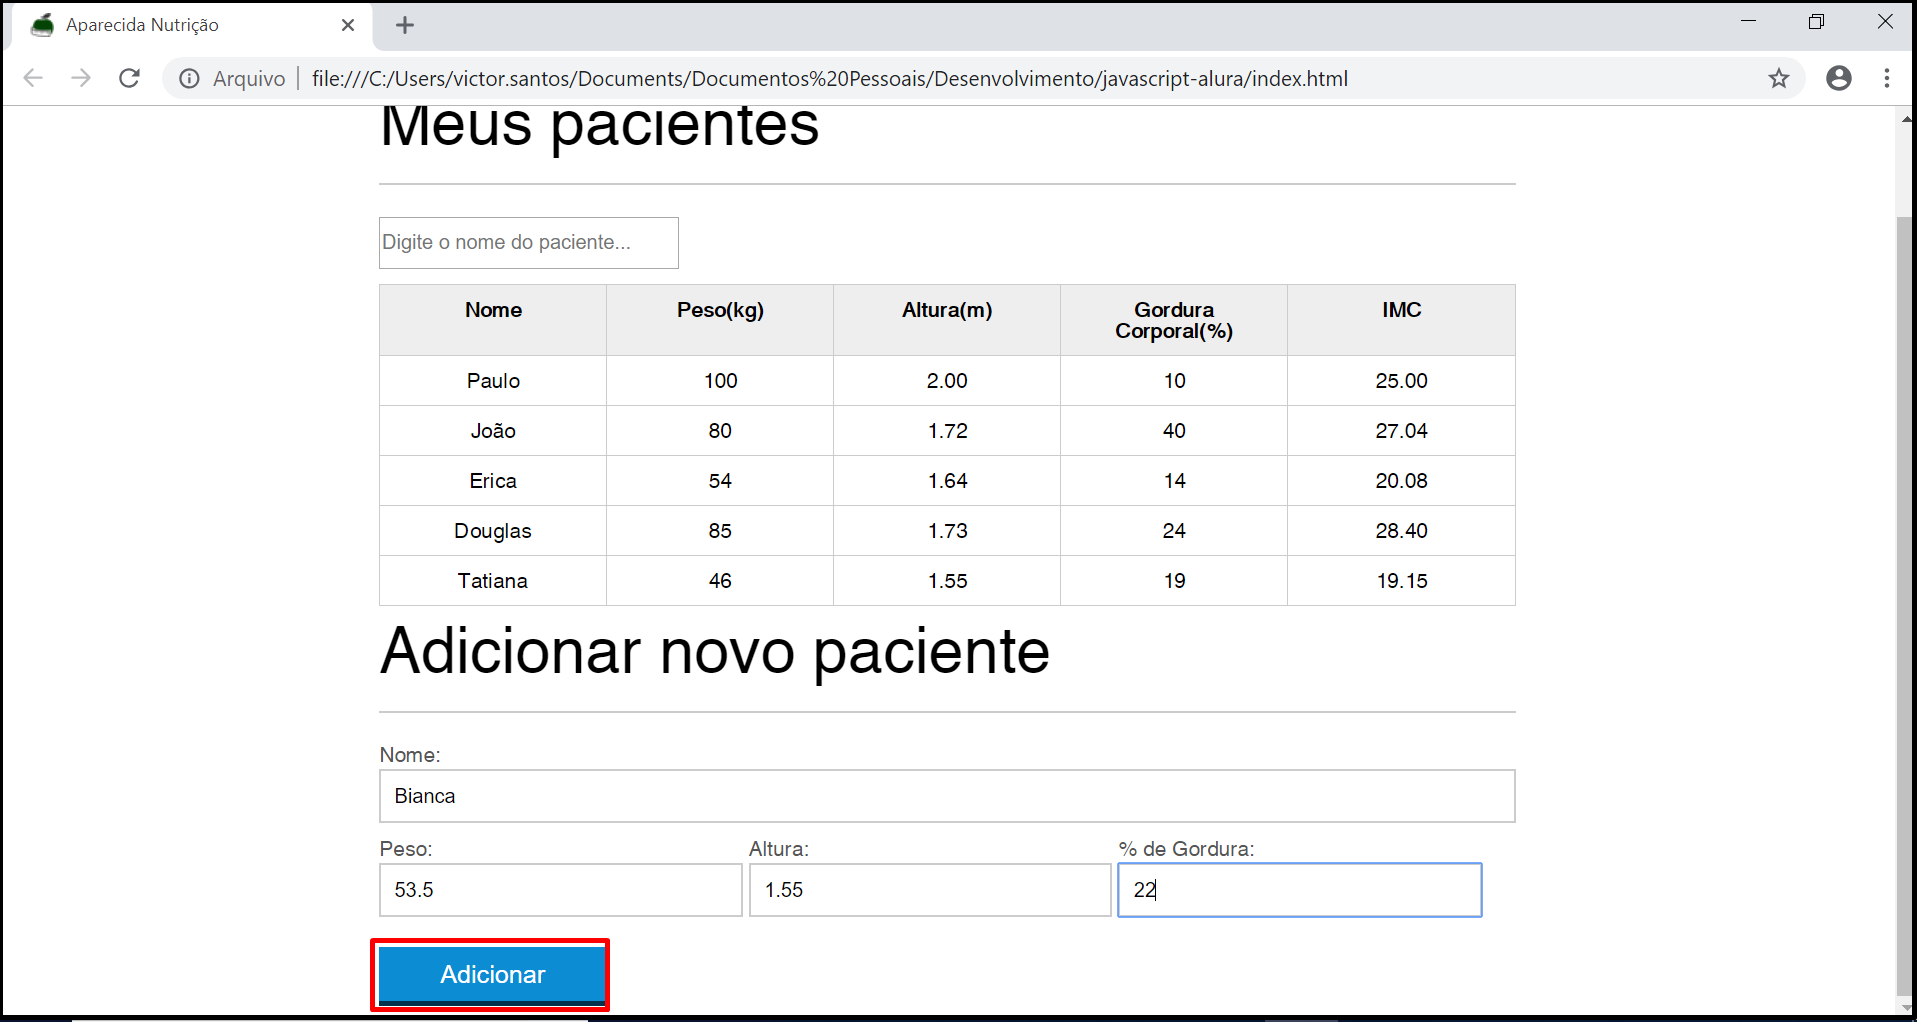 Aparecida Nutrição
Arquivo | file:///C:/Users/victor.santos/Documents/Documentos%20Pessoais/Desenvolvimento/javascript-alura/index.html
Meus pacientes
Digite o nome do paciente...
Nome Peso(kg) Altura(m) Gordura Corporal(%) IMC
Paulo 100 2.00 10 25.00
João 80 1.72 40 27.04
Erica 54 1.64 14 20.08
Douglas 85 1.73 24 28.40
Tatiana 46 1.55 19 19.15
Adicionar novo paciente
Nome:
Bianca
Peso: Altura: % de Gordura:
53.5 1.55 22
Adicionar